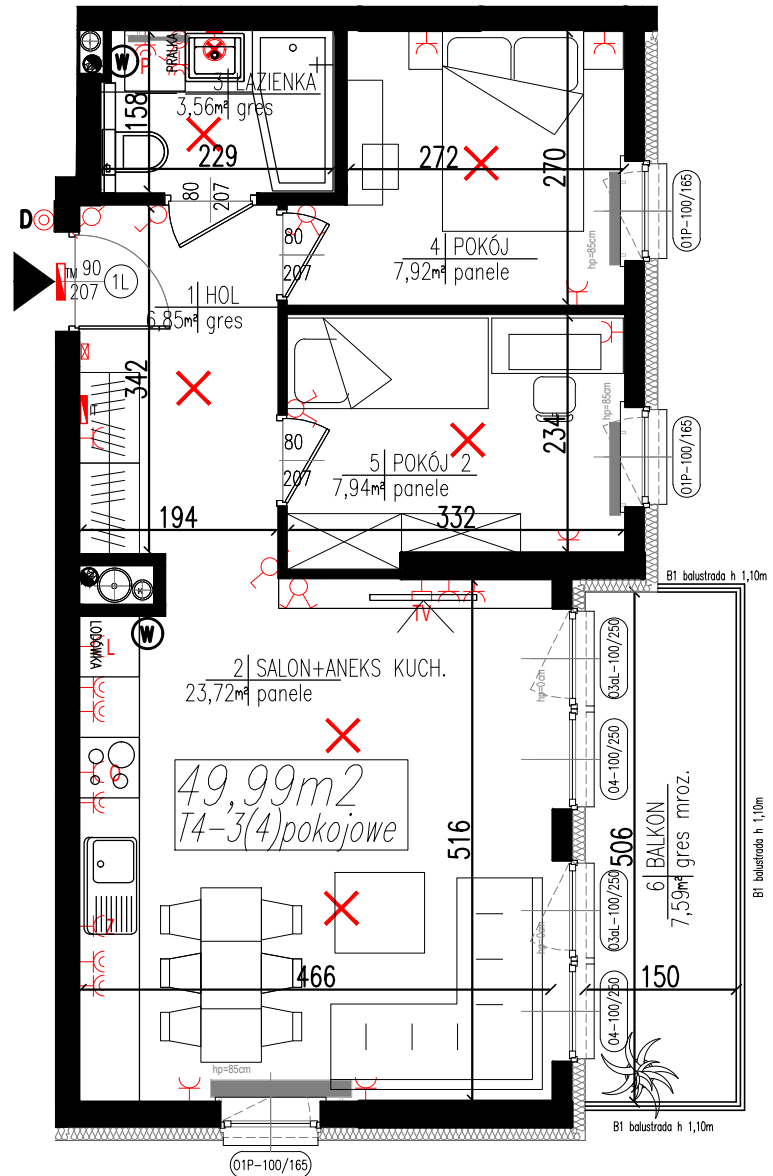 PRALKA
W
P
3 ŁAZIENKA
3,56m² gres
158
229
272
270
80
207
4 POKÓJ
7,92m² panele
hp=85cm
01P-100/165
D
TM 90
207
1L
80
207
1 HOL
6,85m² gres
342
T
194
80
207
5 POKÓJ 2
7,94m² panele
332
234
hp=85cm
01P-100/165
B1 balustrada h 1,10m
LODÓWKA
L
W
TV
2 SALON+ANEKS KUCH.
23,72m² panele
hp=0cm
03aL-100/250
04-100/250
49,99m2
T4-3(4)pokojowe
516
506
6 BALKON
7,59m² gres mroz.
B1 balustrada h 1,10m
hp=0cm
03aL-100/250
04-100/250
Z
466
150
hp=85cm
B1 balustrada h 1,10m
01P-100/165